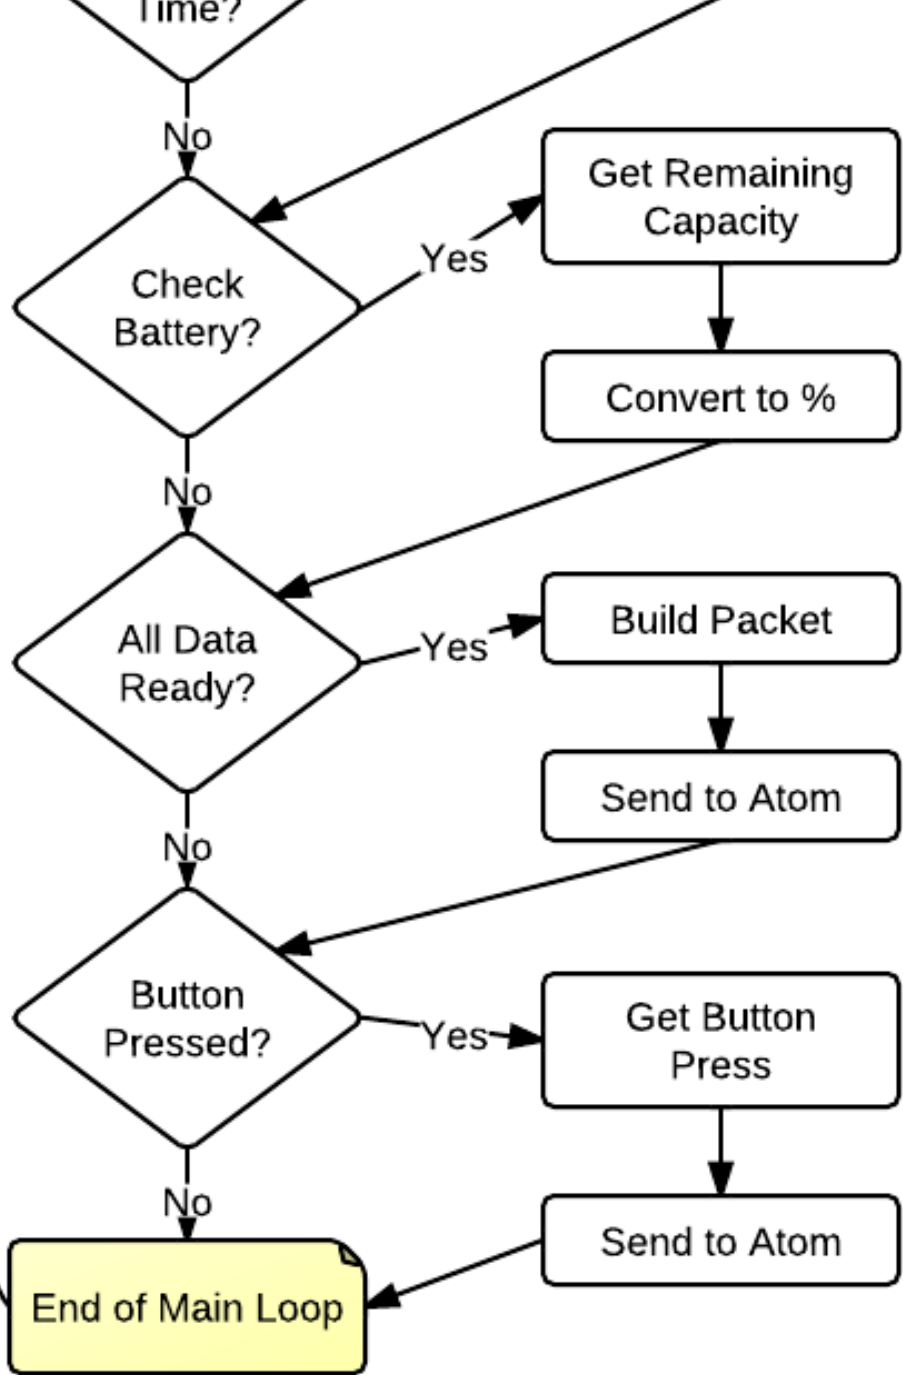 Time?
No
Get Remaining
Capacity
Yes
Check
Battery?
Convert to %
No
Build Packet
All Data
Ready?
Yes
Send to Atom
No
Button
Pressed?
Yes
Get Button
Press
No
Send to Atom
End of Main Loop